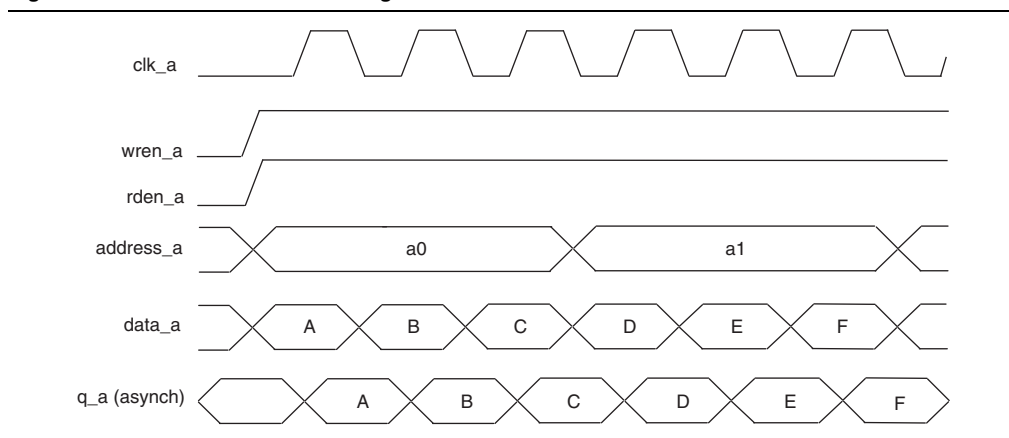 clk_a
wren_a
rden_a
address_a a0 a1
data_a A B C D E F
q_a (asynch) A B C D E F